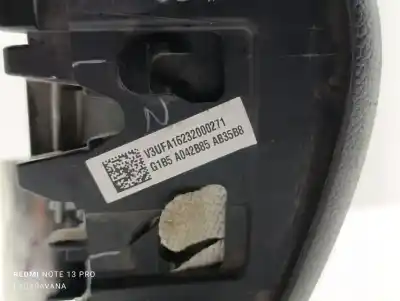 V3UFA16232000271
G1B5 A042B85 AB35B8
REDMI NOTE 13 PRO